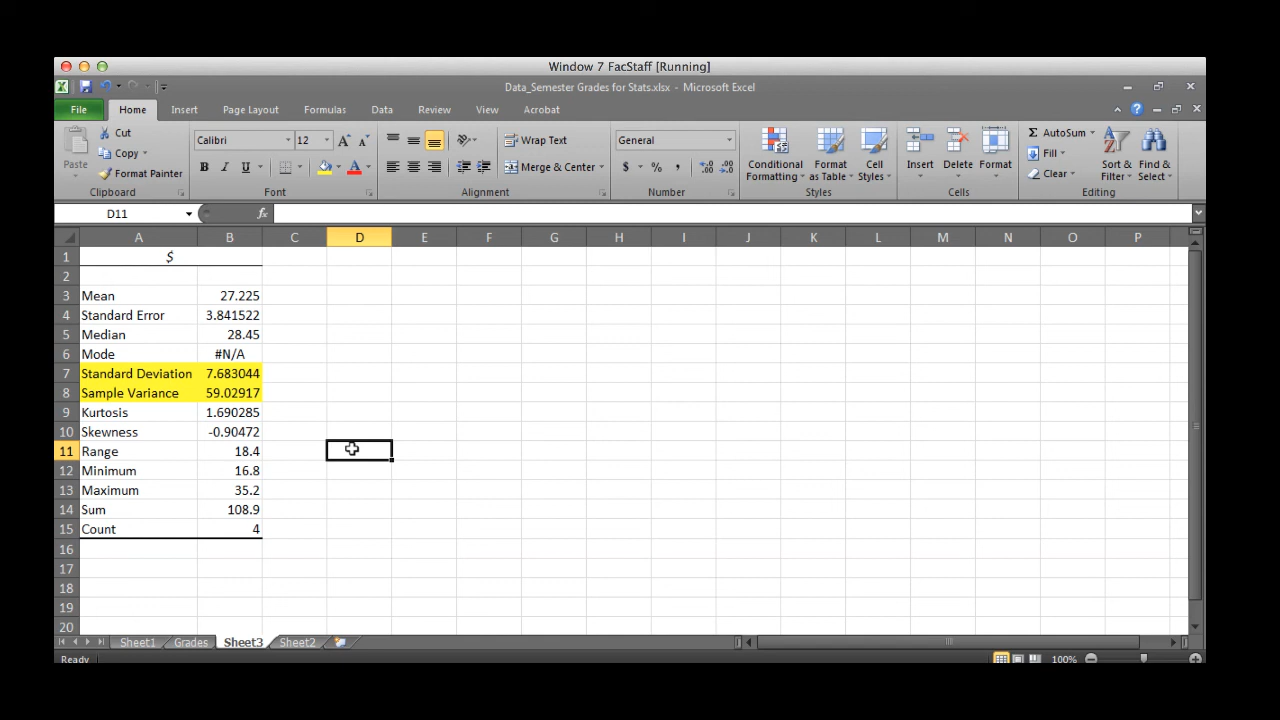 Window 7 FacStaff [Running]
Data_Semester Grades for Stats.xlsx - Microsoft Excel
File Home Insert Page Layout Formulas Data Review View Acrobat
Paste
Cut
Copy
Format Painter
Clipboard
Calibri 12
B I U
Font
Wrap Text
Merge & Center
Alignment
General
$ % ,
Number
Conditional Formatting
Format as Table
Cell Styles
Styles
Insert
Delete
Format
Cells
Σ AutoSum
Fill
Clear
Sort & Filter
Find & Select
Editing
D11 fx
A B C D E F G H I J K L M N O P
1 $
2
3 Mean 27.225
4 Standard Error 3.841522
5 Median 28.45
6 Mode #N/A
7 Standard Deviation 7.683044
8 Sample Variance 59.02917
9 Kurtosis 1.690285
10 Skewness -0.90472
11 Range 18.4
12 Minimum 16.8
13 Maximum 35.2
14 Sum 108.9
15 Count 4
16
17
18
19
20
Sheet1 Grades Sheet3 Sheet2
Ready 100%